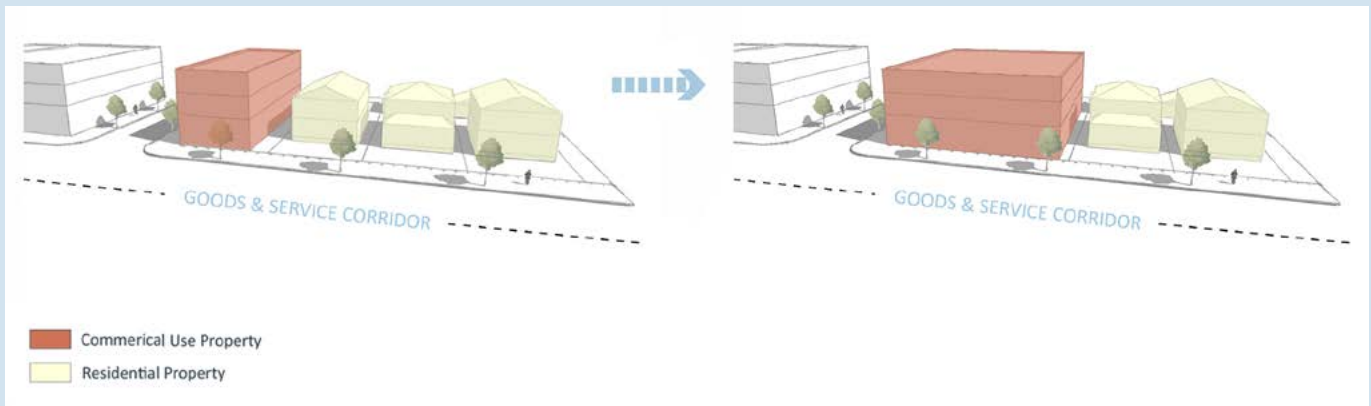 GOODS & SERVICE CORRIDOR
GOODS & SERVICE CORRIDOR
Commerical Use Property
Residential Property